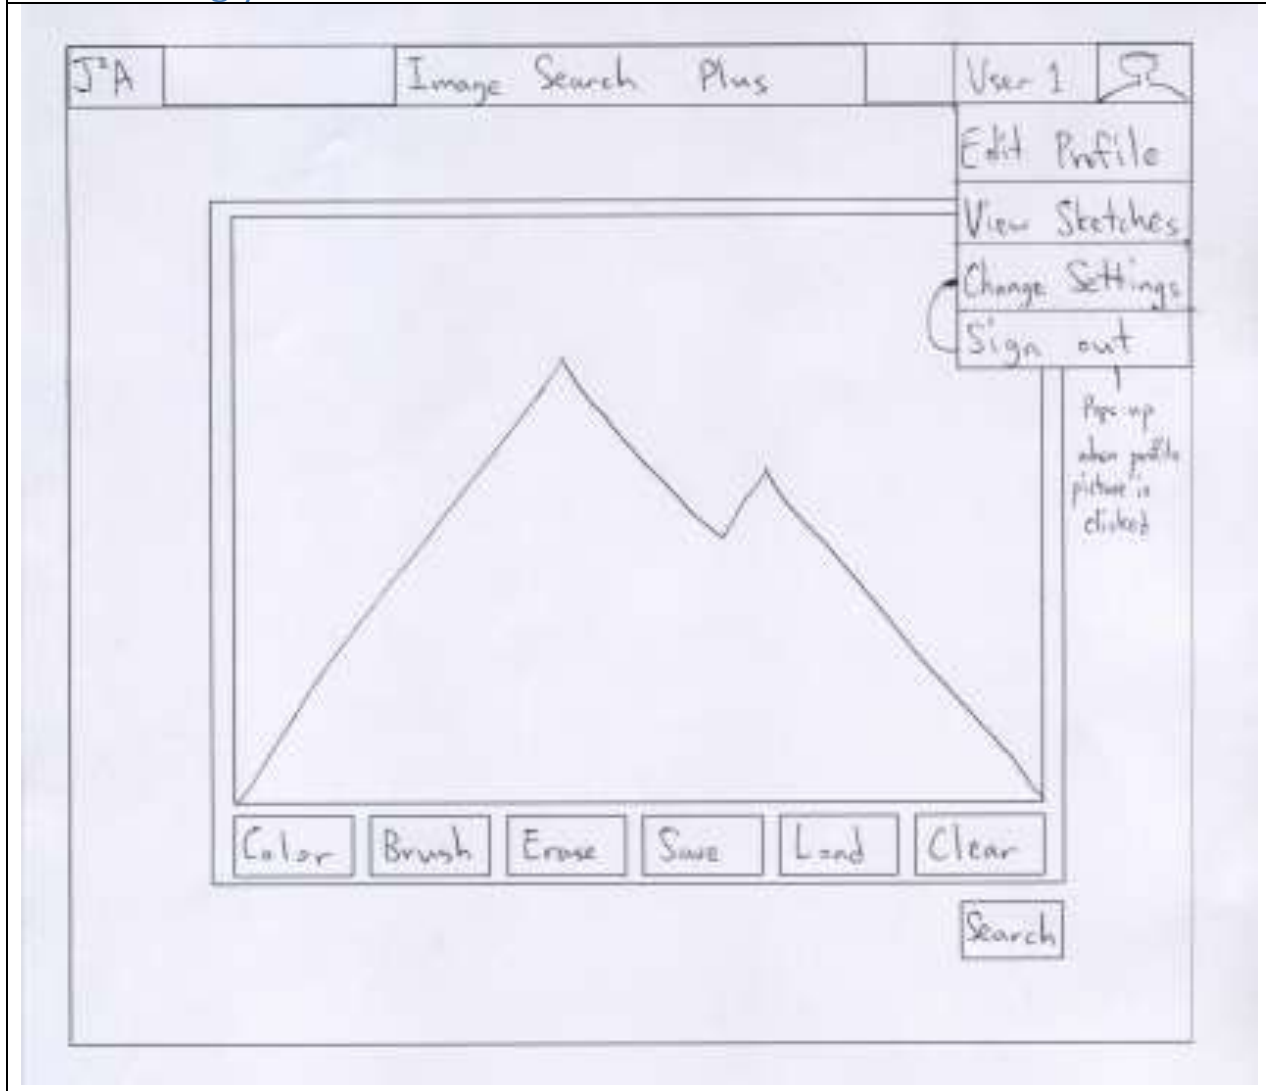 J²A Image Search Plus User 1
Edit Profile
View Sketches
Change Settings
Sign out
Pops up
when profile
picture is
clicked
Color Brush Erase Save Load Clear
Search